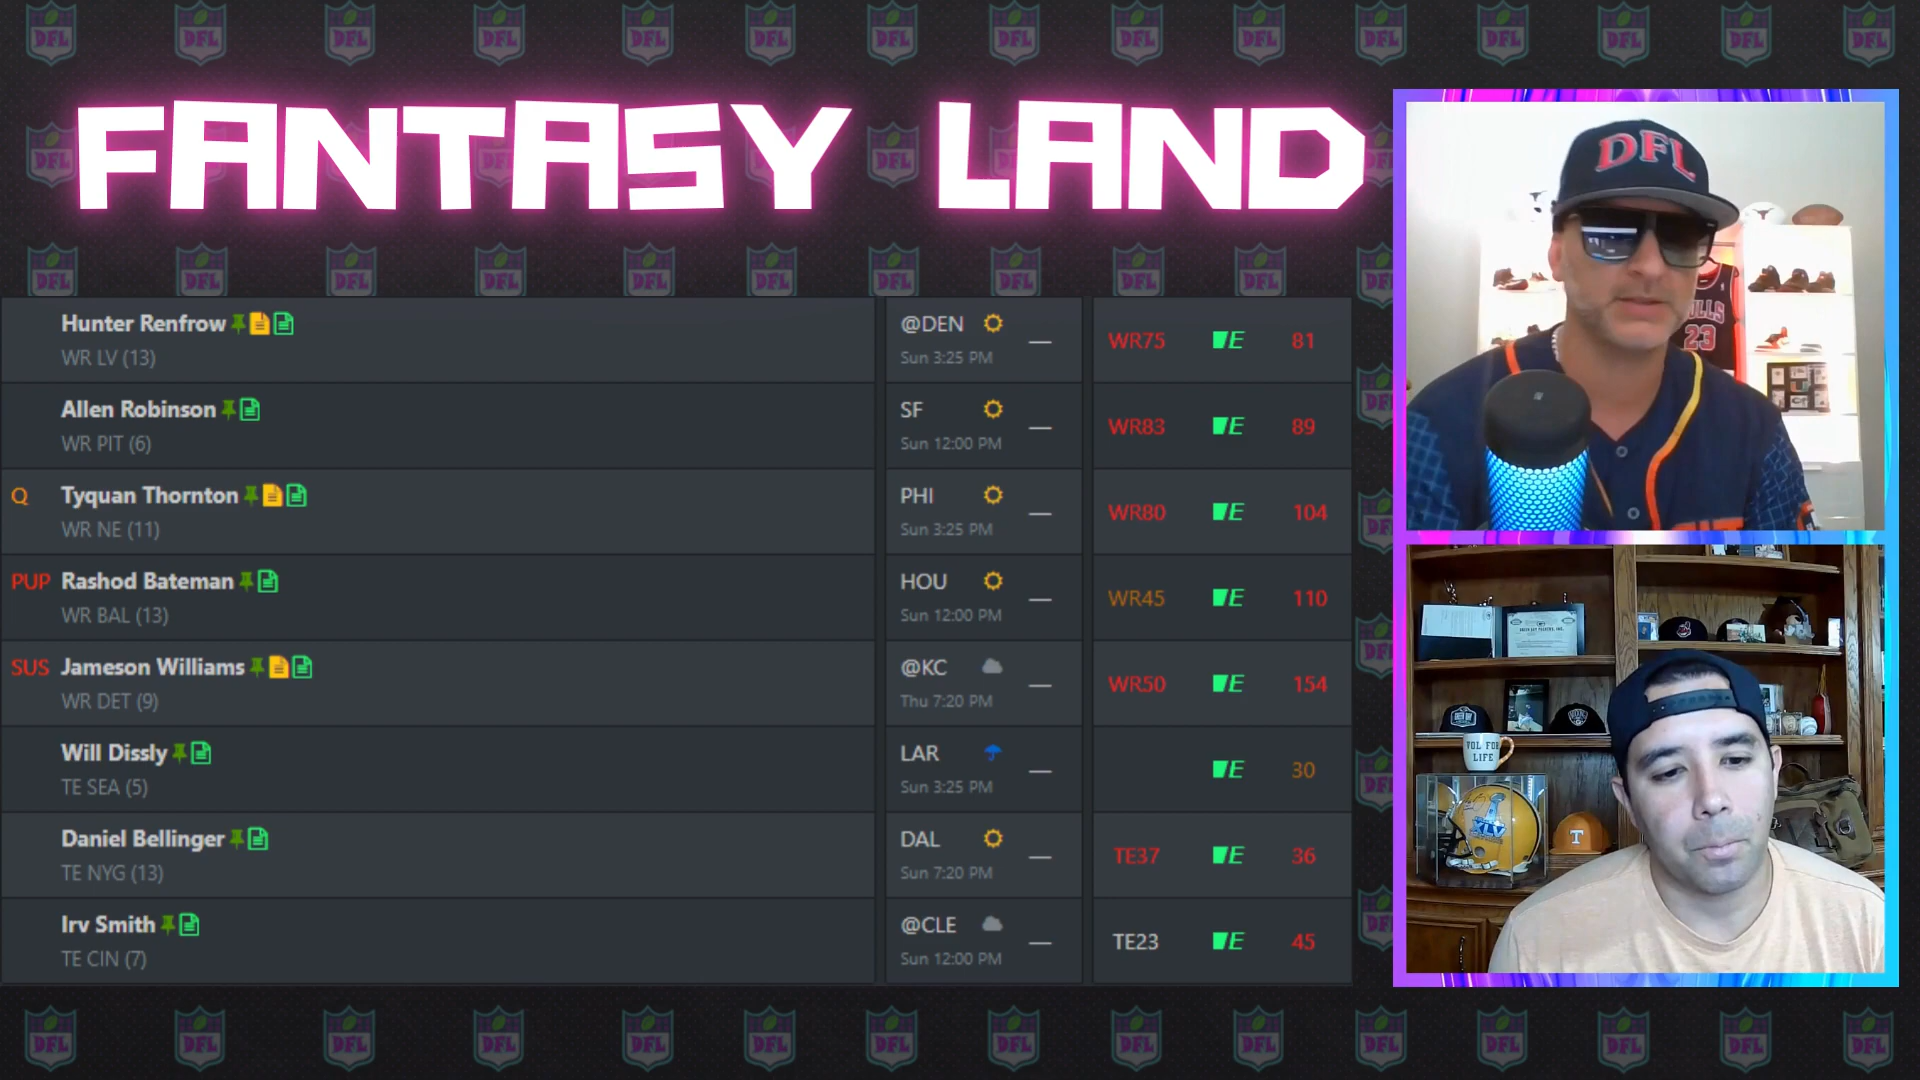 FANTASY LAND
Hunter Renfrow
WR LV (13)
@DEN
Sun 3:25 PM
—
WR75
E
81
Allen Robinson
WR PIT (6)
SF
Sun 12:00 PM
—
WR83
E
89
Q
Tyquan Thornton
WR NE (11)
PHI
Sun 3:25 PM
—
WR80
E
104
PUP
Rashod Bateman
WR BAL (13)
HOU
Sun 12:00 PM
—
WR45
E
110
SUS
Jameson Williams
WR DET (9)
@KC
Thu 7:20 PM
—
WR50
E
154
Will Dissly
TE SEA (5)
LAR
Sun 3:25 PM
—
E
30
Daniel Bellinger
TE NYG (13)
DAL
Sun 7:20 PM
—
TE37
E
36
Irv Smith
TE CIN (7)
@CLE
Sun 12:00 PM
—
TE23
E
45
DFL
BULLS
23
VOL FOR
LIFE
XLV
T